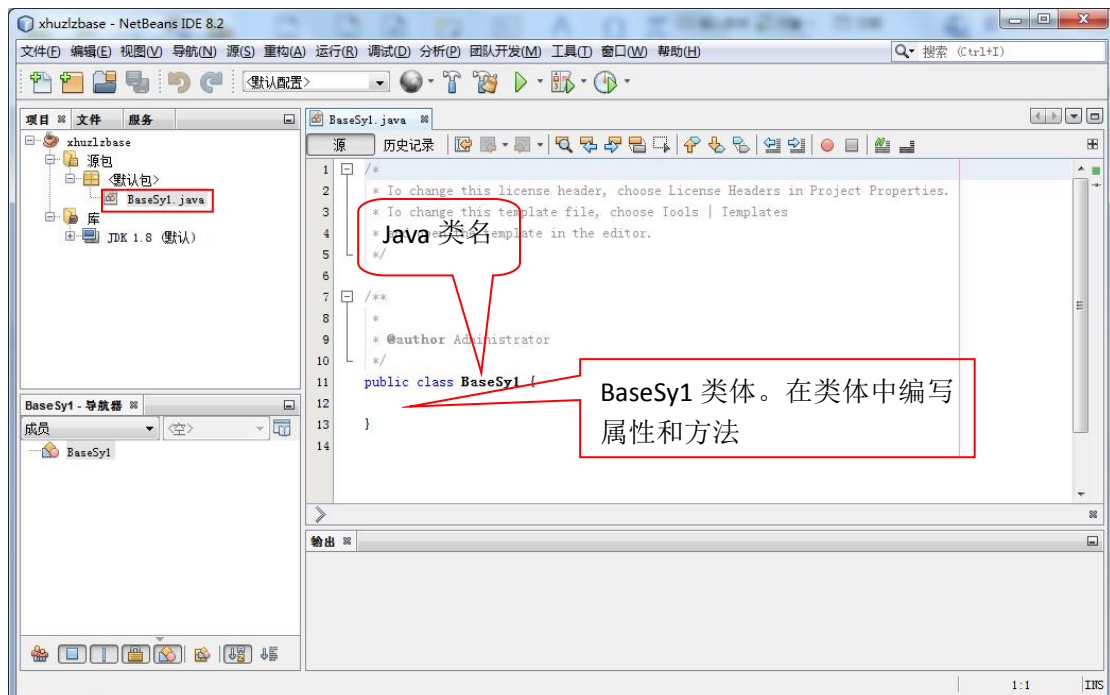 xhuzlzbase - NetBeans IDE 8.2
文件(F) 编辑(E) 视图(V) 导航(N) 源(S) 重构(A) 运行(R) 调试(D) 分析(P) 团队开发(M) 工具(T) 窗口(W) 帮助(H)
搜索 (Ctrl+I)
<默认配置>
项目 文件 服务
xhuzlzbase
源包
<默认包>
BaseSy1.java
库
JDK 1.8 (默认)
BaseSy1.java
源 历史记录
1 /*
2 * To change this license header, choose License Headers in Project Properties.
3 * To change this template file, choose Tools | Templates
4 * and open the template in the editor.
5 */
6
7 /**
8 *
9 * @author Administrator
10 */
11 public class BaseSy1 {
12
13 }
14
Java 类名
BaseSy1 类体。在类体中编写
属性和方法
BaseSy1 - 导航器
成员 <空>
BaseSy1
输出
1:1 INS